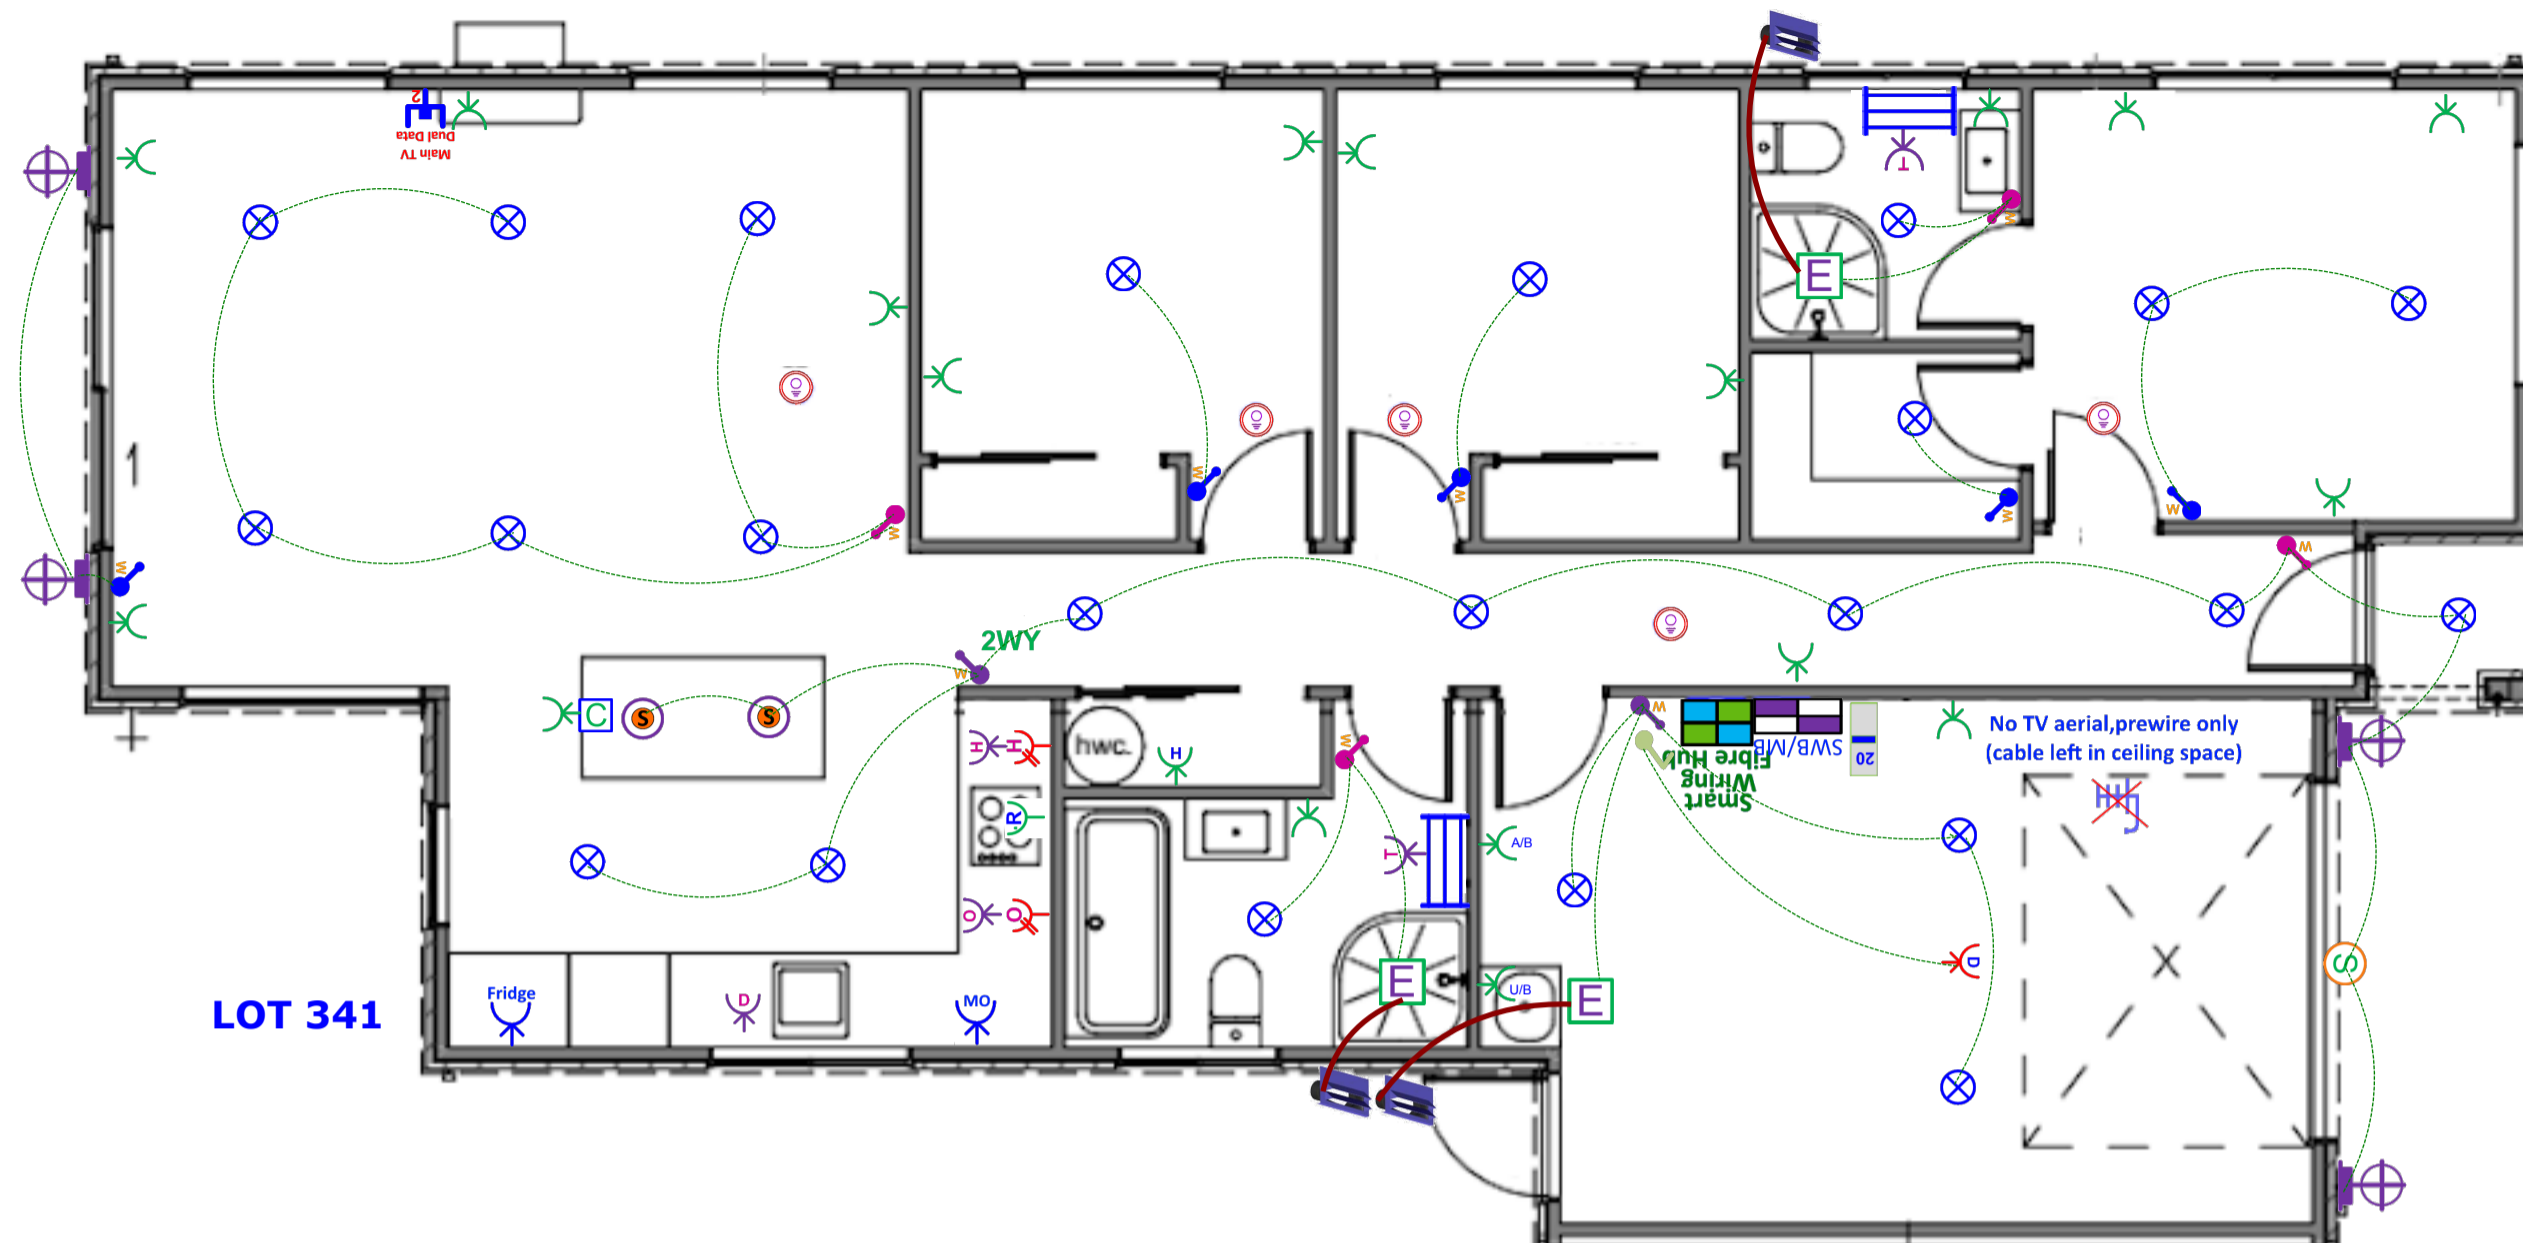 2
Dual Data
Main TV
T
W
E
W
W
W
W
W
W
W
1
2WY
W
C
S
S
H
H
hwc.
H
W
W
SWB/MB
20
Fibre Hub
Wiring
Smart
No TV aerial,prewire only
(cable left in ceiling space)
R
A/B
T
O
O
D
S
E
U/B
E
LOT 341
Fridge
D
MO